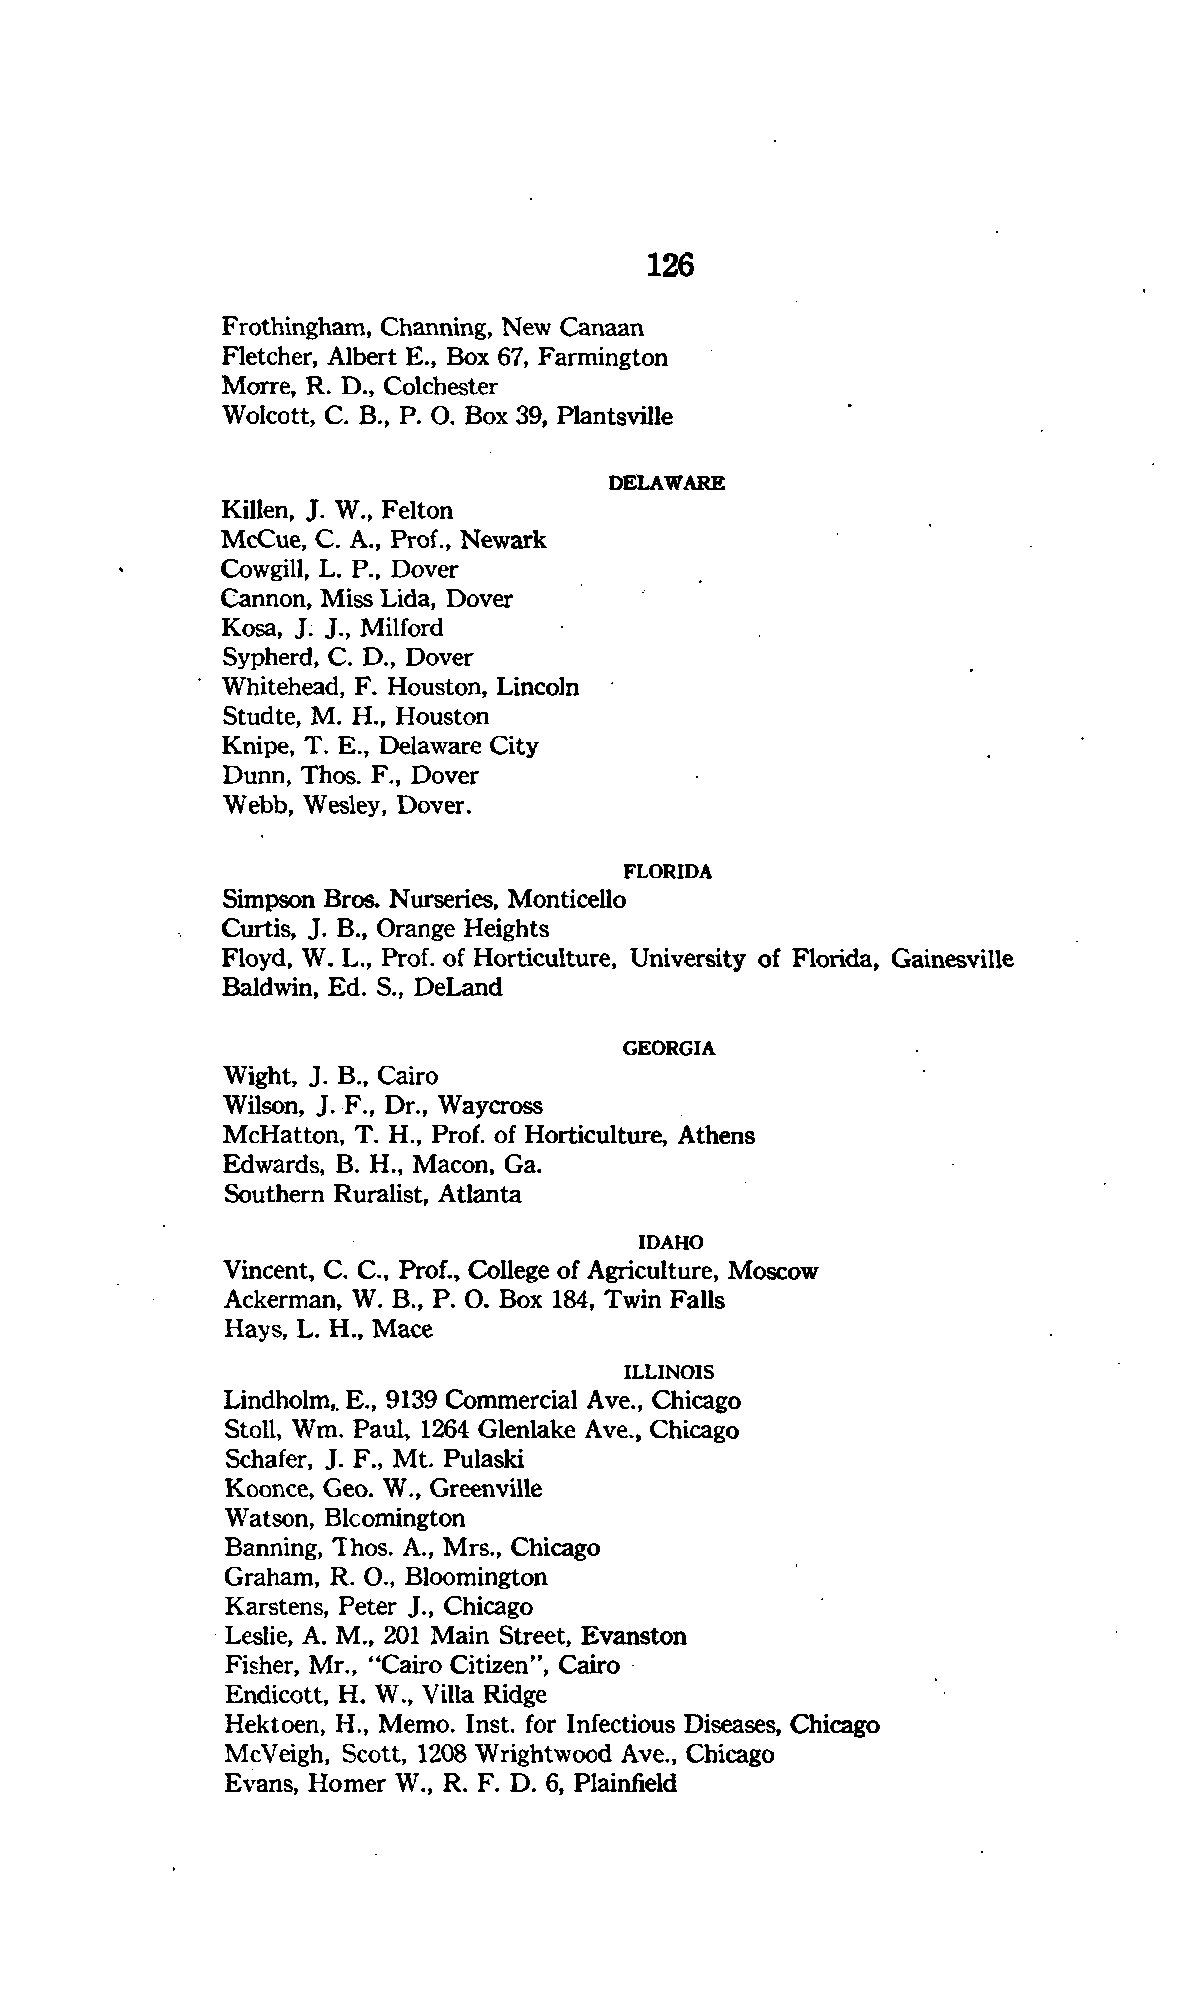 126
Frothingham, Channing, New Canaan
Fletcher, Albert E., Box 67, Farmington
Morre, R. D., Colchester
Wolcott, C. B., P. O. Box 39, Plantsville
DELAWARE
Killen, J. W., Felton
McCue, C. A., Prof., Newark
Cowgill, L. P., Dover
Cannon, Miss Lida, Dover
Kosa, J. J., Milford
Sypherd, C. D., Dover
Whitehead, F. Houston, Lincoln
Studte, M. H., Houston
Knipe, T. E., Delaware City
Dunn, Thos. F., Dover
Webb, Wesley, Dover.
FLORIDA
Simpson Bros. Nurseries, Monticello
Curtis, J. B., Orange Heights
Floyd, W. L., Prof. of Horticulture, University of Florida, Gainesville
Baldwin, Ed. S., DeLand
GEORGIA
Wight, J. B., Cairo
Wilson, J. F., Dr., Waycross
McHatton, T. H., Prof. of Horticulture, Athens
Edwards, B. H., Macon, Ga.
Southern Ruralist, Atlanta
IDAHO
Vincent, C. C., Prof., College of Agriculture, Moscow
Ackerman, W. B., P. O. Box 184, Twin Falls
Hays, L. H., Mace
ILLINOIS
Lindholm, E., 9139 Commercial Ave., Chicago
Stoll, Wm. Paul, 1264 Glenlake Ave., Chicago
Schafer, J. F., Mt. Pulaski
Koonce, Geo. W., Greenville
Watson, Blcomington
Banning, Thos. A., Mrs., Chicago
Graham, R. O., Bloomington
Karstens, Peter J., Chicago
Leslie, A. M., 201 Main Street, Evanston
Fisher, Mr., “Cairo Citizen”, Cairo
Endicott, H. W., Villa Ridge
Hektoen, H., Memo. Inst. for Infectious Diseases, Chicago
McVeigh, Scott, 1208 Wrightwood Ave., Chicago
Evans, Homer W., R. F. D. 6, Plainfield